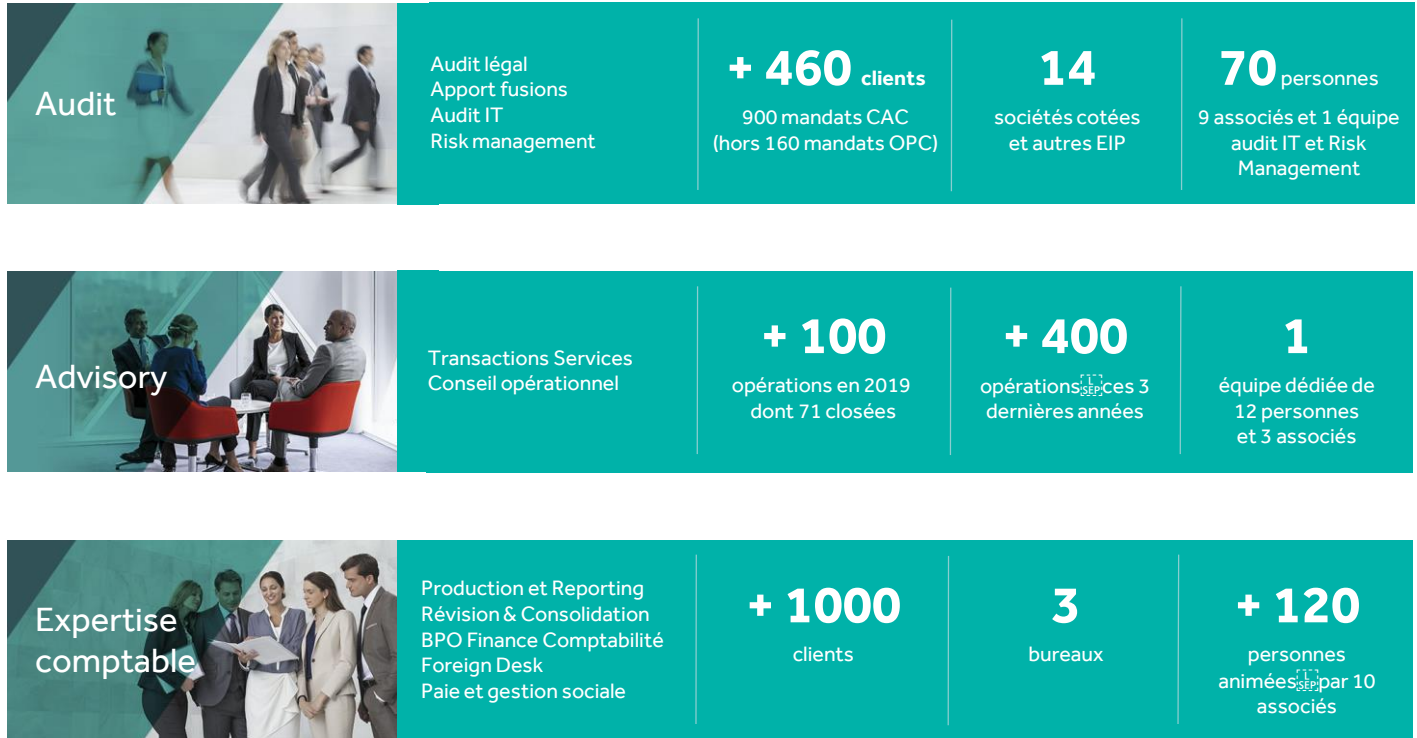 Audit
Audit légal
Apport fusions
Audit IT
Risk management
+ 460 clients
900 mandats CAC
(hors 160 mandats OPC)
14
sociétés cotées
et autres EIP
70 personnes
9 associés et 1 équipe
audit IT et Risk
Management
Advisory
Transactions Services
Conseil opérationnel
+ 100
opérations en 2019
dont 71 closées
+ 400
opérations L SEP ces 3
dernières années
1
équipe dédiée de
12 personnes
et 3 associés
Expertise
comptable
Production et Reporting
Révision & Consolidation
BPO Finance Comptabilité
Foreign Desk
Paie et gestion sociale
+ 1000
clients
3
bureaux
+ 120
personnes
animées L SEP par 10
associés